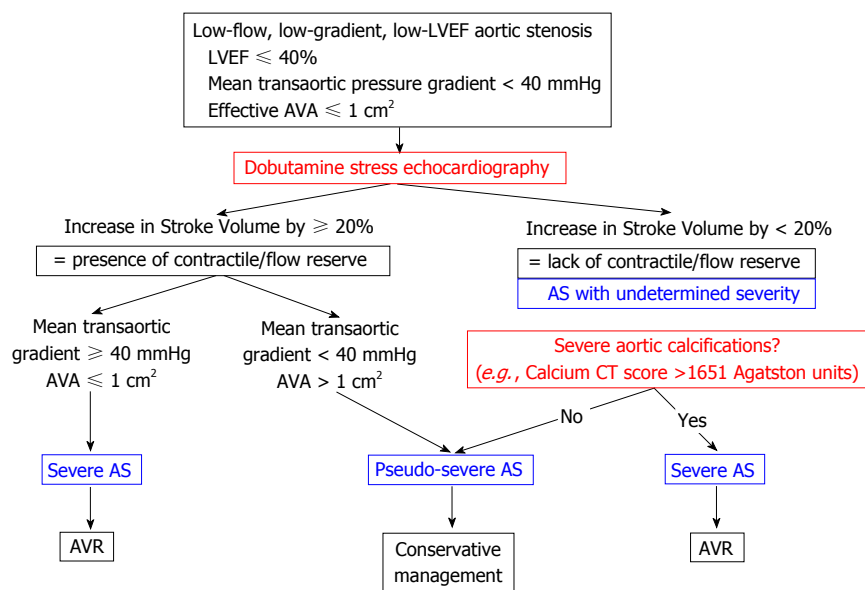 Low-flow, low-gradient, low-LVEF aortic stenosis
LVEF ≤ 40%
Mean transaortic pressure gradient < 40 mmHg
Effective AVA ≤ 1 cm²
Dobutamine stress echocardiography
Increase in Stroke Volume by ≥ 20%
= presence of contractile/flow reserve
Increase in Stroke Volume by < 20%
= lack of contractile/flow reserve
AS with undetermined severity
Mean transaortic
gradient ≥ 40 mmHg
AVA ≤ 1 cm²
Mean transaortic
gradient < 40 mmHg
AVA > 1 cm²
Severe aortic calcifications?
(e.g., Calcium CT score >1651 Agatston units)
No
Yes
Severe AS
Pseudo-severe AS
Severe AS
AVR
Conservative
management
AVR